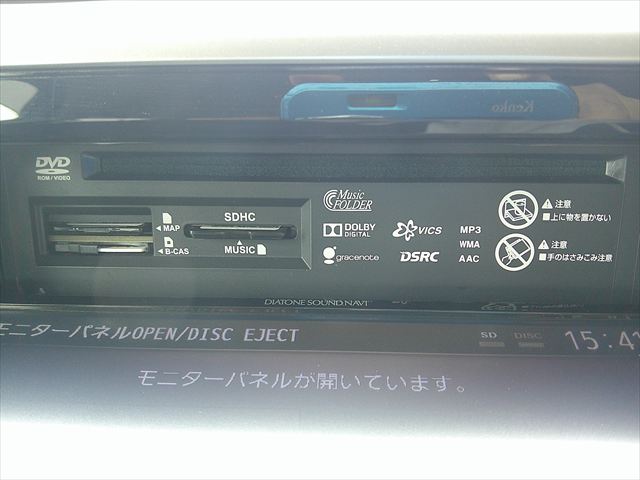 Kenko
DVD
ROM/VIDEO
MAP
B-CAS
SDHC
MUSIC
Music
FOLDER
DOLBY
DIGITAL
gracenote
VICS
DSRC
MP3
WMA
AAC
注意
■上に物を置かない
注意
■手のはさみこみ注意
DIATONE SOUND NAVI
モニターパネルOPEN/DISC EJECT
SD
DISC
15:41
モニターパネルが開いています。